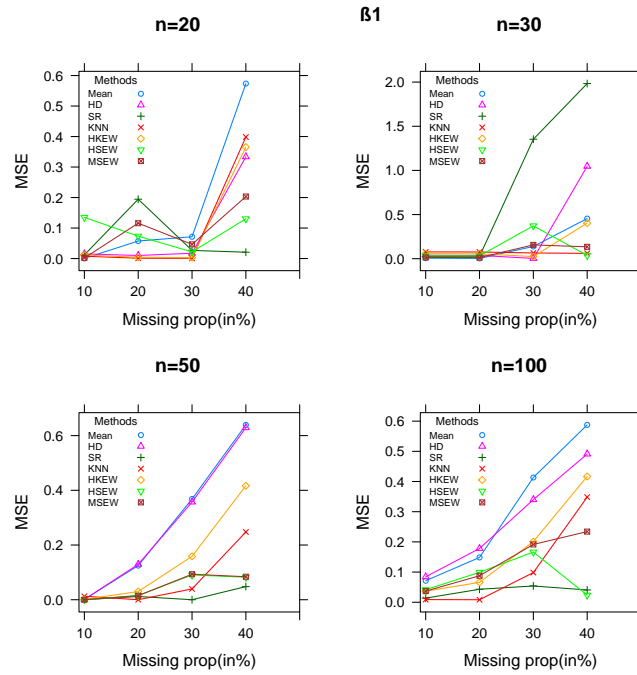 ß1
n=20
n=30
0.6
0.5
0.4
0.3
0.2
0.1
0.0
MSE
Methods
Mean
HD
SR
KNN
HKEW
HSEW
MSEW
10 20 30 40
Missing prop(in%)
2.0
1.5
1.0
0.5
0.0
MSE
Methods
Mean
HD
SR
KNN
HKEW
HSEW
MSEW
10 20 30 40
Missing prop(in%)
n=50
n=100
0.6
0.4
0.2
0.0
MSE
Methods
Mean
HD
SR
KNN
HKEW
HSEW
MSEW
10 20 30 40
Missing prop(in%)
0.6
0.5
0.4
0.3
0.2
0.1
0.0
MSE
Methods
Mean
HD
SR
KNN
HKEW
HSEW
MSEW
10 20 30 40
Missing prop(in%)